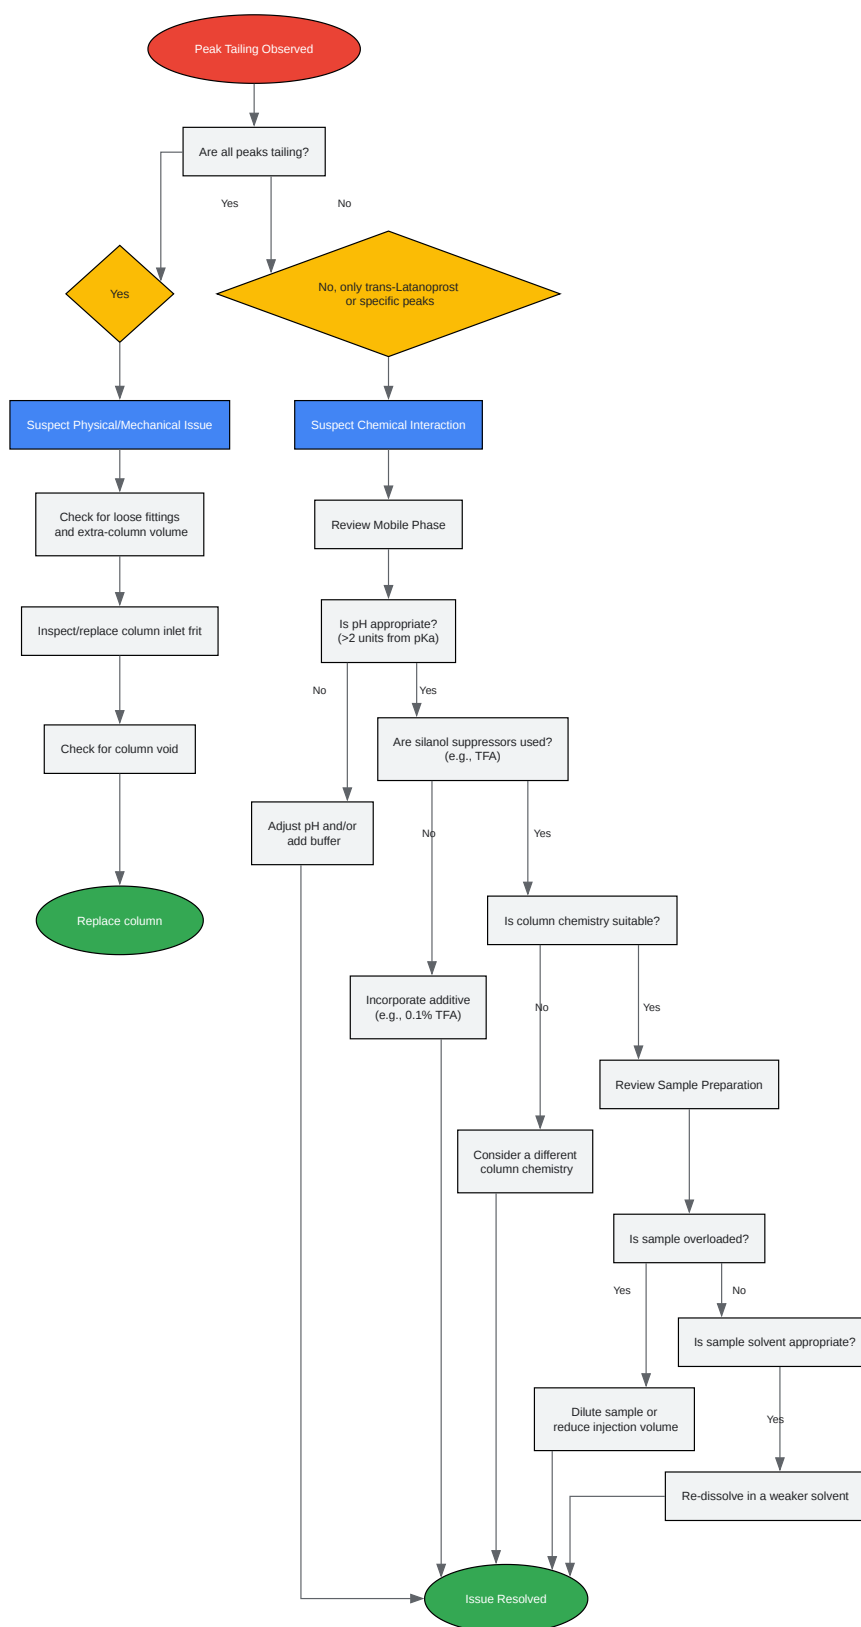 Peak Tailing Observed
Are all peaks tailing?
Yes
No
Yes
No, only trans-Latanoprost
or specific peaks
Suspect Physical/Mechanical Issue
Suspect Chemical Interaction
Check for loose fittings
and extra-column volume
Review Mobile Phase
Inspect/replace column inlet frit
Is pH appropriate?
(>2 units from pKa)
No
Yes
Check for column void
Are silanol suppressors used?
(e.g., TFA)
Adjust pH and/or
add buffer
No
Yes
Replace column
Is column chemistry suitable?
Incorporate additive
(e.g., 0.1% TFA)
No
Yes
Review Sample Preparation
Consider a different
column chemistry
Is sample overloaded?
Yes
No
Is sample solvent appropriate?
Dilute sample or
reduce injection volume
Yes
Re-dissolve in a weaker solvent
Issue Resolved